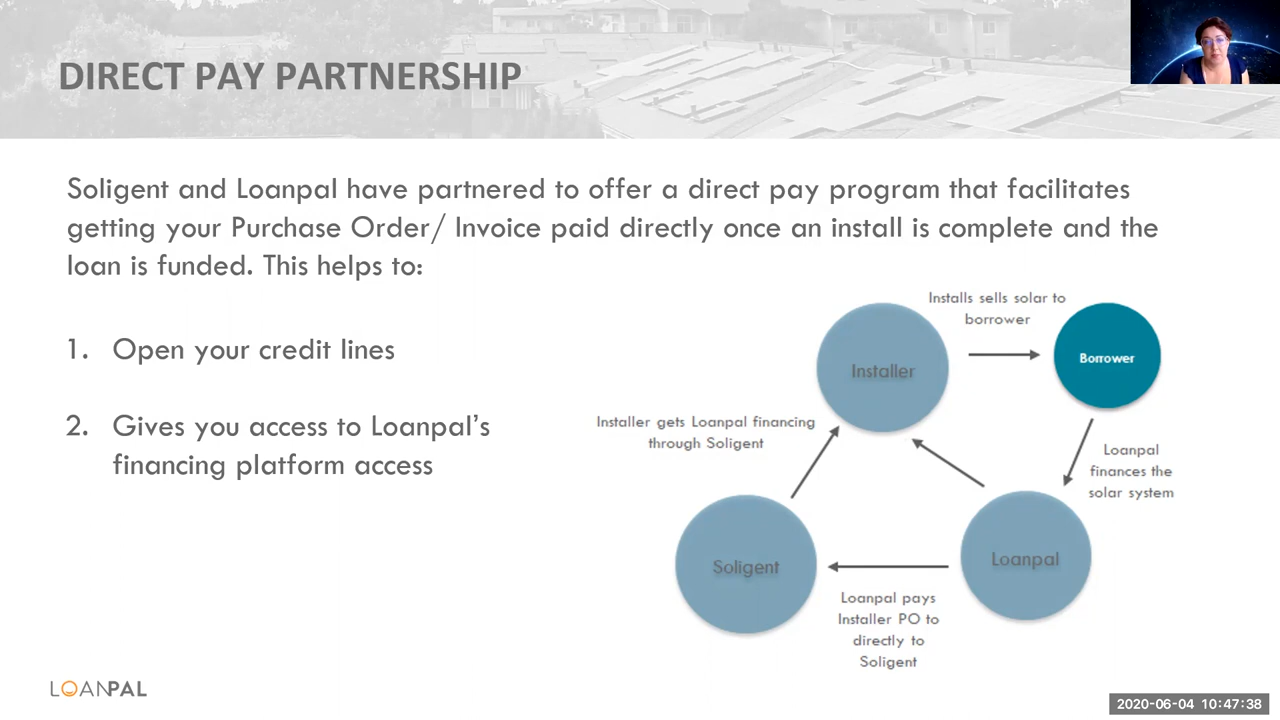 DIRECT PAY PARTNERSHIP
Soligent and Loanpal have partnered to offer a direct pay program that facilitates
getting your Purchase Order/ Invoice paid directly once an install is complete and the
loan is funded. This helps to:
1. Open your credit lines
2. Gives you access to Loanpal's
financing platform access
Installs sells solar to
borrower
Installer
Borrower
Installer gets Loanpal financing
through Soligent
Loanpal
finances the
solar system
Soligent
Loanpal
Loanpal pays
Installer PO to
directly to
Soligent
LOANPAL
2020-06-04 10:47:38